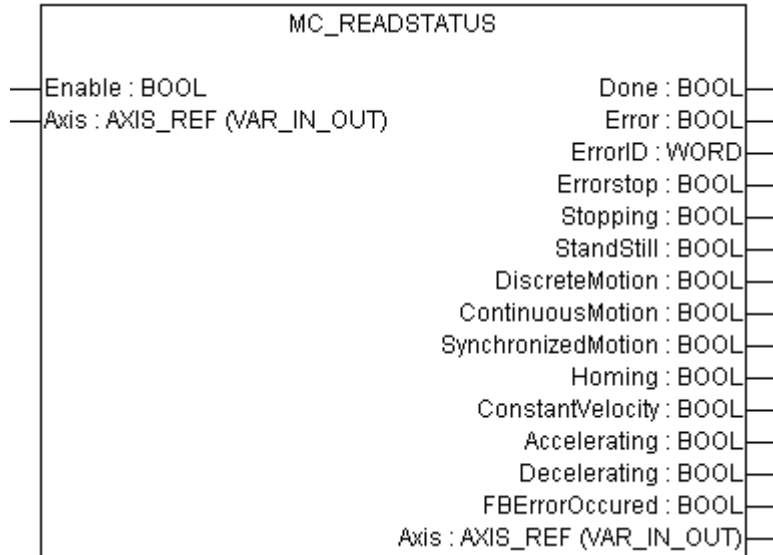 MC_READSTATUS
Enable : BOOL Done : BOOL
Axis : AXIS_REF (VAR_IN_OUT) Error : BOOL
ErrorID : WORD
Errorstop : BOOL
Stopping : BOOL
StandStill : BOOL
DiscreteMotion : BOOL
ContinuousMotion : BOOL
SynchronizedMotion : BOOL
Homing : BOOL
ConstantVelocity : BOOL
Accelerating : BOOL
Decelerating : BOOL
FBErrorOccured : BOOL
Axis : AXIS_REF (VAR_IN_OUT)